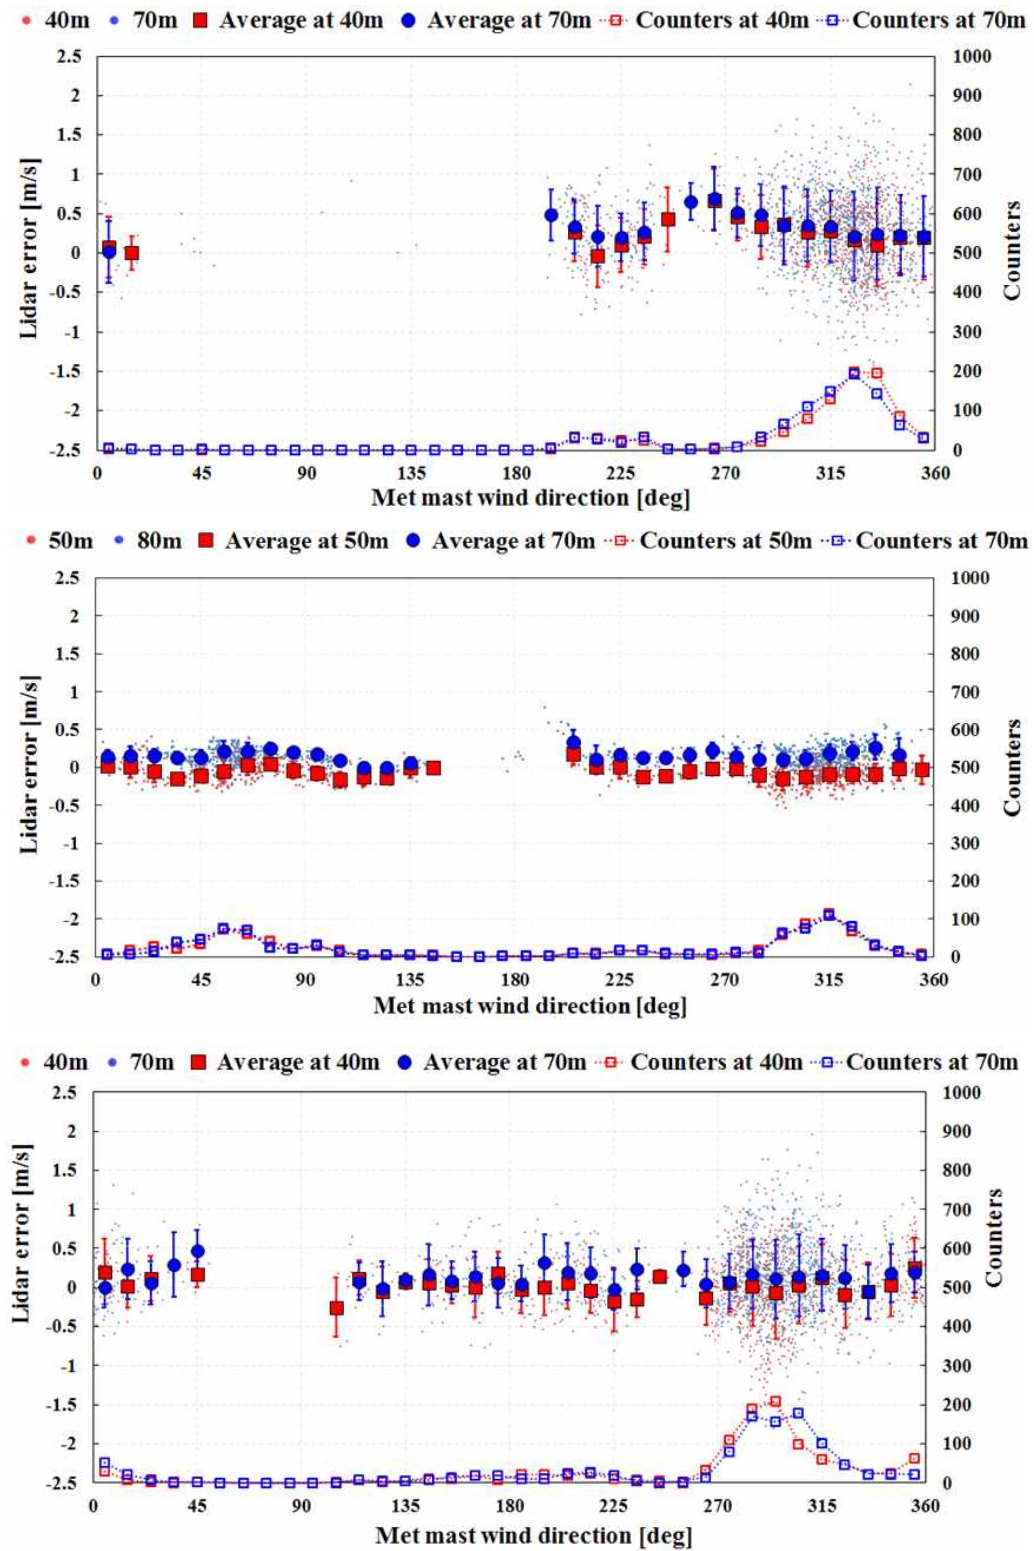 40m 70m Average at 40m Average at 70m Counters at 40m Counters at 70m
2.5 1000
2 900
1.5 800
1 700
0.5 600
0 500
-0.5 400
-1 300
-1.5 200
-2 100
-2.5 0
Lidar error [m/s]
Counters
0 45 90 135 180 225 270 315 360
Met mast wind direction [deg]
50m 80m Average at 50m Average at 70m Counters at 50m Counters at 70m
2.5 1000
2 900
1.5 800
1 700
0.5 600
0 500
-0.5 400
-1 300
-1.5 200
-2 100
-2.5 0
Lidar error [m/s]
Counters
0 45 90 135 180 225 270 315 360
Met mast wind direction [deg]
40m 70m Average at 40m Average at 70m Counters at 40m Counters at 70m
2.5 1000
2 900
1.5 800
1 700
0.5 600
0 500
-0.5 400
-1 300
-1.5 200
-2 100
-2.5 0
Lidar error [m/s]
Counters
0 45 90 135 180 225 270 315 360
Met mast wind direction [deg]